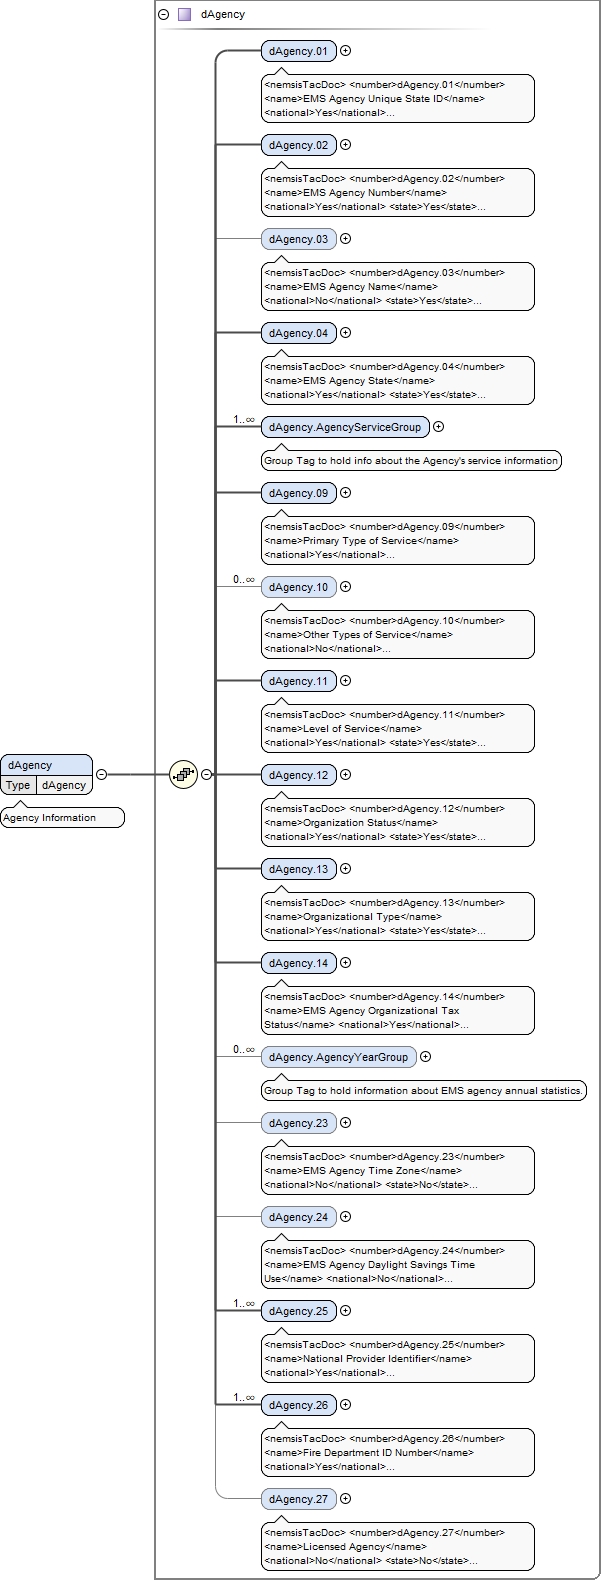 dAgency
dAgency.01
<nemsisTacDoc> <number>dAgency.01</number>
<name>EMS Agency Unique State ID</name>
<national>Yes</national>...
dAgency.02
<nemsisTacDoc> <number>dAgency.02</number>
<name>EMS Agency Number</name>
<national>Yes</national> <state>Yes</state>...
dAgency.03
<nemsisTacDoc> <number>dAgency.03</number>
<name>EMS Agency Name</name>
<national>No</national> <state>Yes</state>...
dAgency.04
<nemsisTacDoc> <number>dAgency.04</number>
<name>EMS Agency State</name>
<national>Yes</national> <state>Yes</state>...
1..∞
dAgency.AgencyServiceGroup
Group Tag to hold info about the Agency's service information
dAgency.09
<nemsisTacDoc> <number>dAgency.09</number>
<name>Primary Type of Service</name>
<national>Yes</national>...
0..∞
dAgency.10
<nemsisTacDoc> <number>dAgency.10</number>
<name>Other Types of Service</name>
<national>No</national>...
dAgency.11
<nemsisTacDoc> <number>dAgency.11</number>
<name>Level of Service</name>
<national>Yes</national> <state>Yes</state>...
dAgency
Type dAgency
Agency Information
dAgency.12
<nemsisTacDoc> <number>dAgency.12</number>
<name>Organization Status</name>
<national>Yes</national> <state>Yes</state>...
dAgency.13
<nemsisTacDoc> <number>dAgency.13</number>
<name>Organizational Type</name>
<national>Yes</national> <state>Yes</state>...
dAgency.14
<nemsisTacDoc> <number>dAgency.14</number>
<name>EMS Agency Organizational Tax
Status</name> <national>Yes</national>...
0..∞
dAgency.AgencyYearGroup
Group Tag to hold information about EMS agency annual statistics.
dAgency.23
<nemsisTacDoc> <number>dAgency.23</number>
<name>EMS Agency Time Zone</name>
<national>No</national> <state>No</state>...
dAgency.24
<nemsisTacDoc> <number>dAgency.24</number>
<name>EMS Agency Daylight Savings Time
Use</name> <national>No</national>...
1..∞
dAgency.25
<nemsisTacDoc> <number>dAgency.25</number>
<name>National Provider Identifier</name>
<national>Yes</national>...
1..∞
dAgency.26
<nemsisTacDoc> <number>dAgency.26</number>
<name>Fire Department ID Number</name>
<national>Yes</national>...
dAgency.27
<nemsisTacDoc> <number>dAgency.27</number>
<name>Licensed Agency</name>
<national>No</national> <state>No</state>...